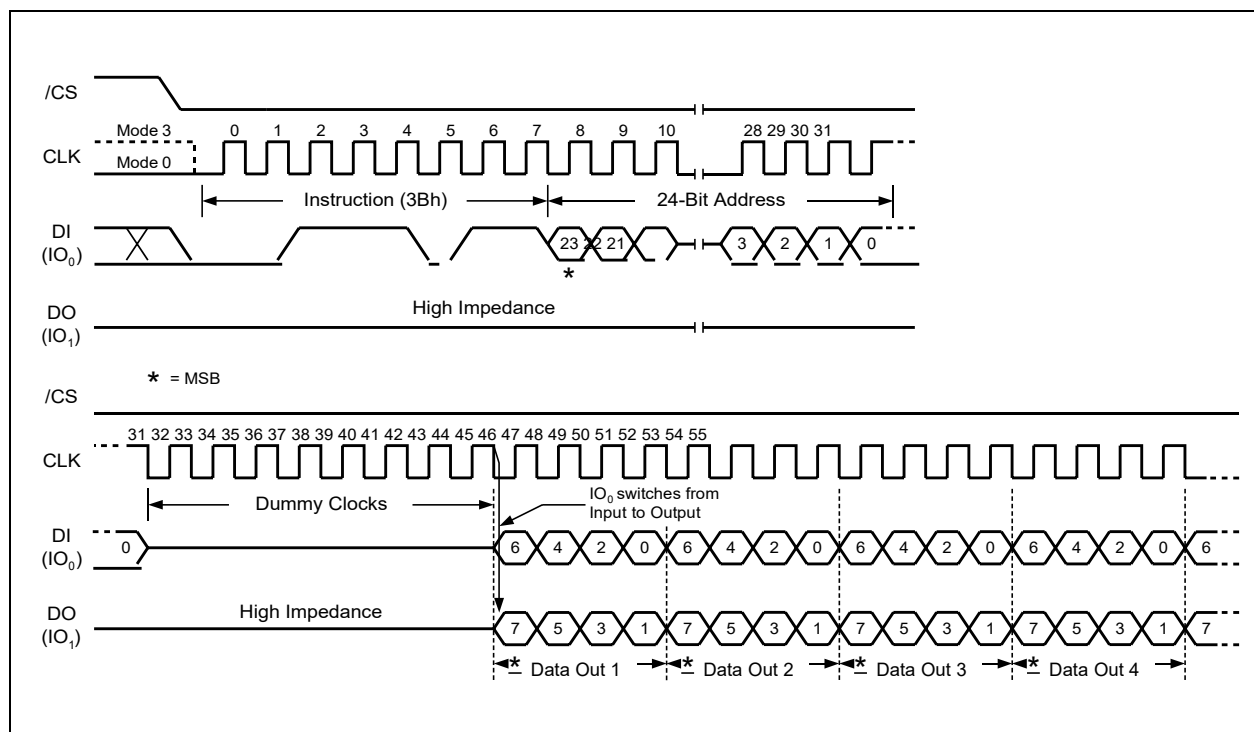 /CS
Mode 3 0 1 2 3 4 5 6 7 8 9 10 28 29 30 31
CLK
Mode 0
Instruction (3Bh) 24-Bit Address
DI
(IO0)
23 22 21 3 2 1 0
*
High Impedance
DO
(IO1)
* = MSB
/CS
31 32 33 34 35 36 37 38 39 40 41 42 43 44 45 46 47 48 49 50 51 52 53 54 55
CLK
Dummy Clocks
IO0 switches from
Input to Output
DI
(IO0)
0 6 4 2 0 6 4 2 0 6 4 2 0 6 4 2 0 6
High Impedance
DO
(IO1)
7 5 3 1 7 5 3 1 7 5 3 1 7 5 3 1 7
* Data Out 1 * Data Out 2 * Data Out 3 * Data Out 4